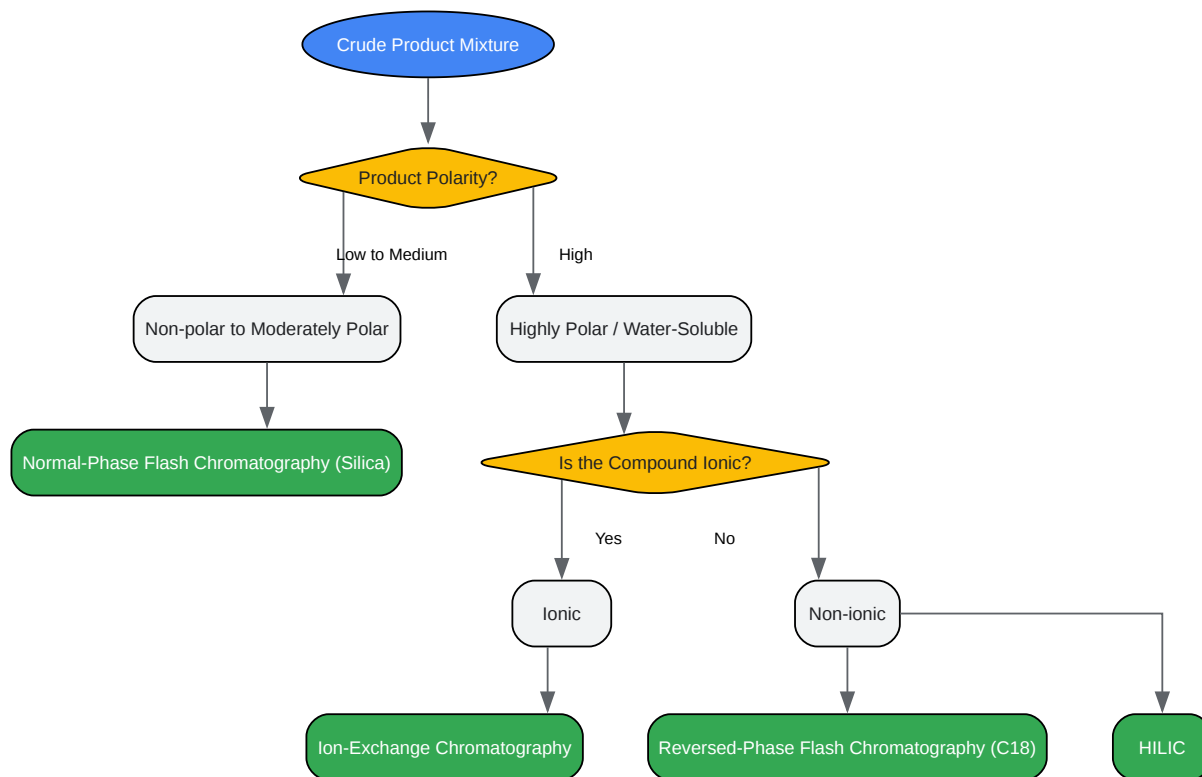 Crude Product Mixture
Product Polarity?
Low to Medium
High
Non-polar to Moderately Polar
Highly Polar / Water-Soluble
Normal-Phase Flash Chromatography (Silica)
Is the Compound Ionic?
Yes
No
Ionic
Non-ionic
Ion-Exchange Chromatography
Reversed-Phase Flash Chromatography (C18)
HILIC